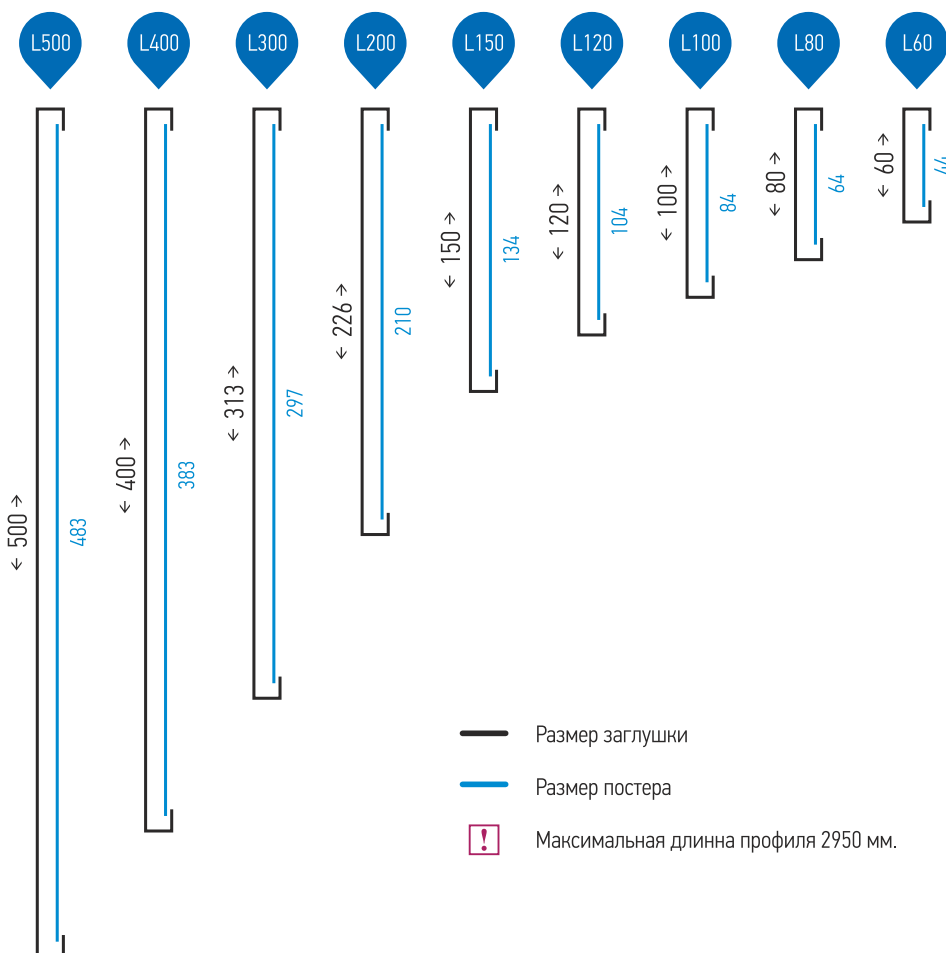 L500
L400
L300
L200
L150
L120
L100
L80
L60
← 500 →
483
← 400 →
383
← 313 →
297
← 226 →
210
← 150 →
134
← 120 →
104
← 100 →
84
← 80 →
64
← 60 →
44
Размер заглушки
Размер постера
! Максимальная длинна профиля 2950 мм.